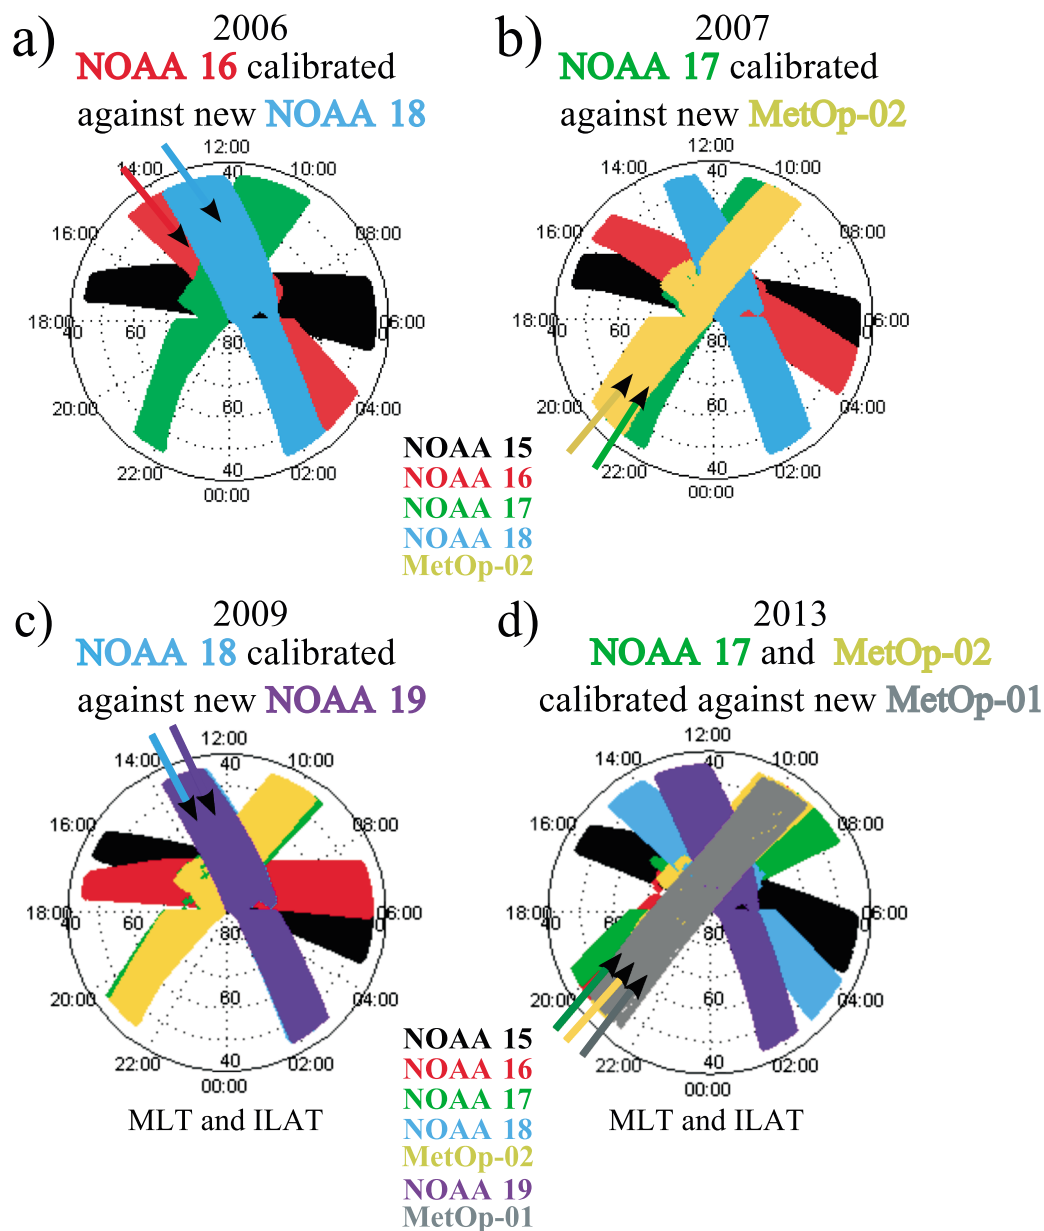 a)
2006
NOAA 16 calibrated
against new NOAA 18
12:00
14:00
40
10:00
16:00
08:00
18:00
40
60
80
06:00
20:00
60
04:00
22:00
40
02:00
00:00
b)
2007
NOAA 17 calibrated
against new MetOp-02
12:00
14:00
40
10:00
16:00
08:00
18:00
40
60
80
06:00
20:00
60
04:00
22:00
40
02:00
00:00
NOAA 15
NOAA 16
NOAA 17
NOAA 18
MetOp-02
c)
2009
NOAA 18 calibrated
against new NOAA 19
12:00
14:00
40
10:00
16:00
08:00
18:00
40
60
80
06:00
20:00
60
04:00
22:00
40
02:00
00:00
MLT and ILAT
d)
2013
NOAA 17 and MetOp-02
calibrated against new MetOp-01
12:00
14:00
40
10:00
16:00
08:00
18:00
40
60
80
06:00
20:00
60
04:00
22:00
40
02:00
00:00
MLT and ILAT
NOAA 15
NOAA 16
NOAA 17
NOAA 18
MetOp-02
NOAA 19
MetOp-01